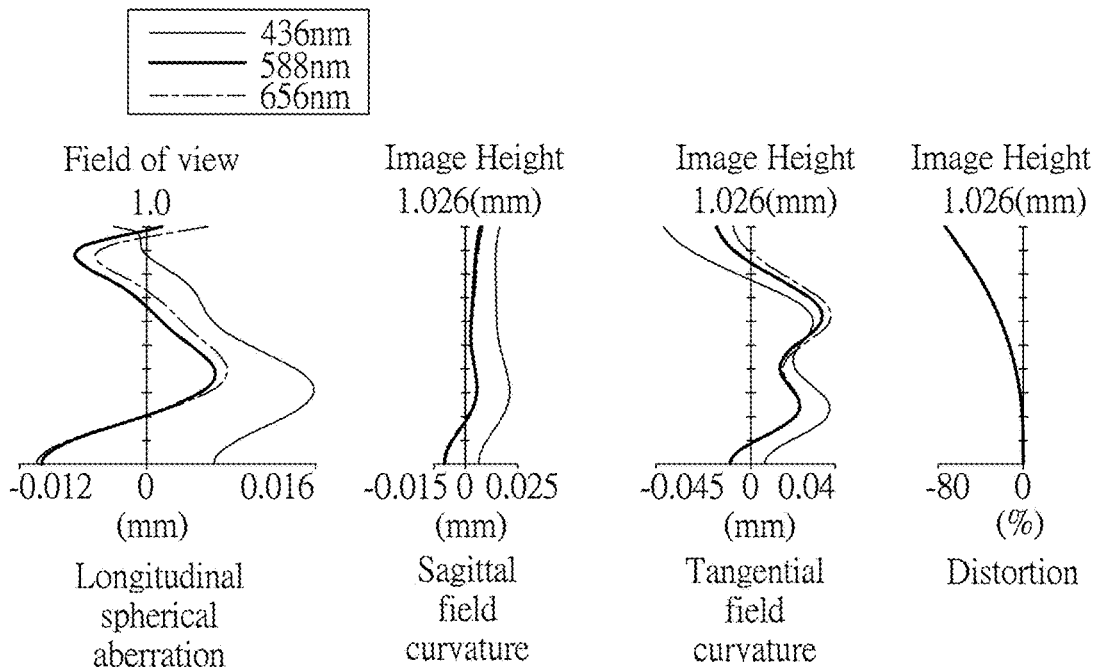 436nm
588nm
656nm
Field of view
1.0
-0.012 0 0.016
(mm)
Longitudinal
spherical
aberration
Image Height
1.026(mm)
-0.015 0 0.025
(mm)
Sagittal
field
curvature
Image Height
1.026(mm)
-0.045 0 0.04
(mm)
Tangential
field
curvature
Image Height
1.026(mm)
-80 0
(%)
Distortion